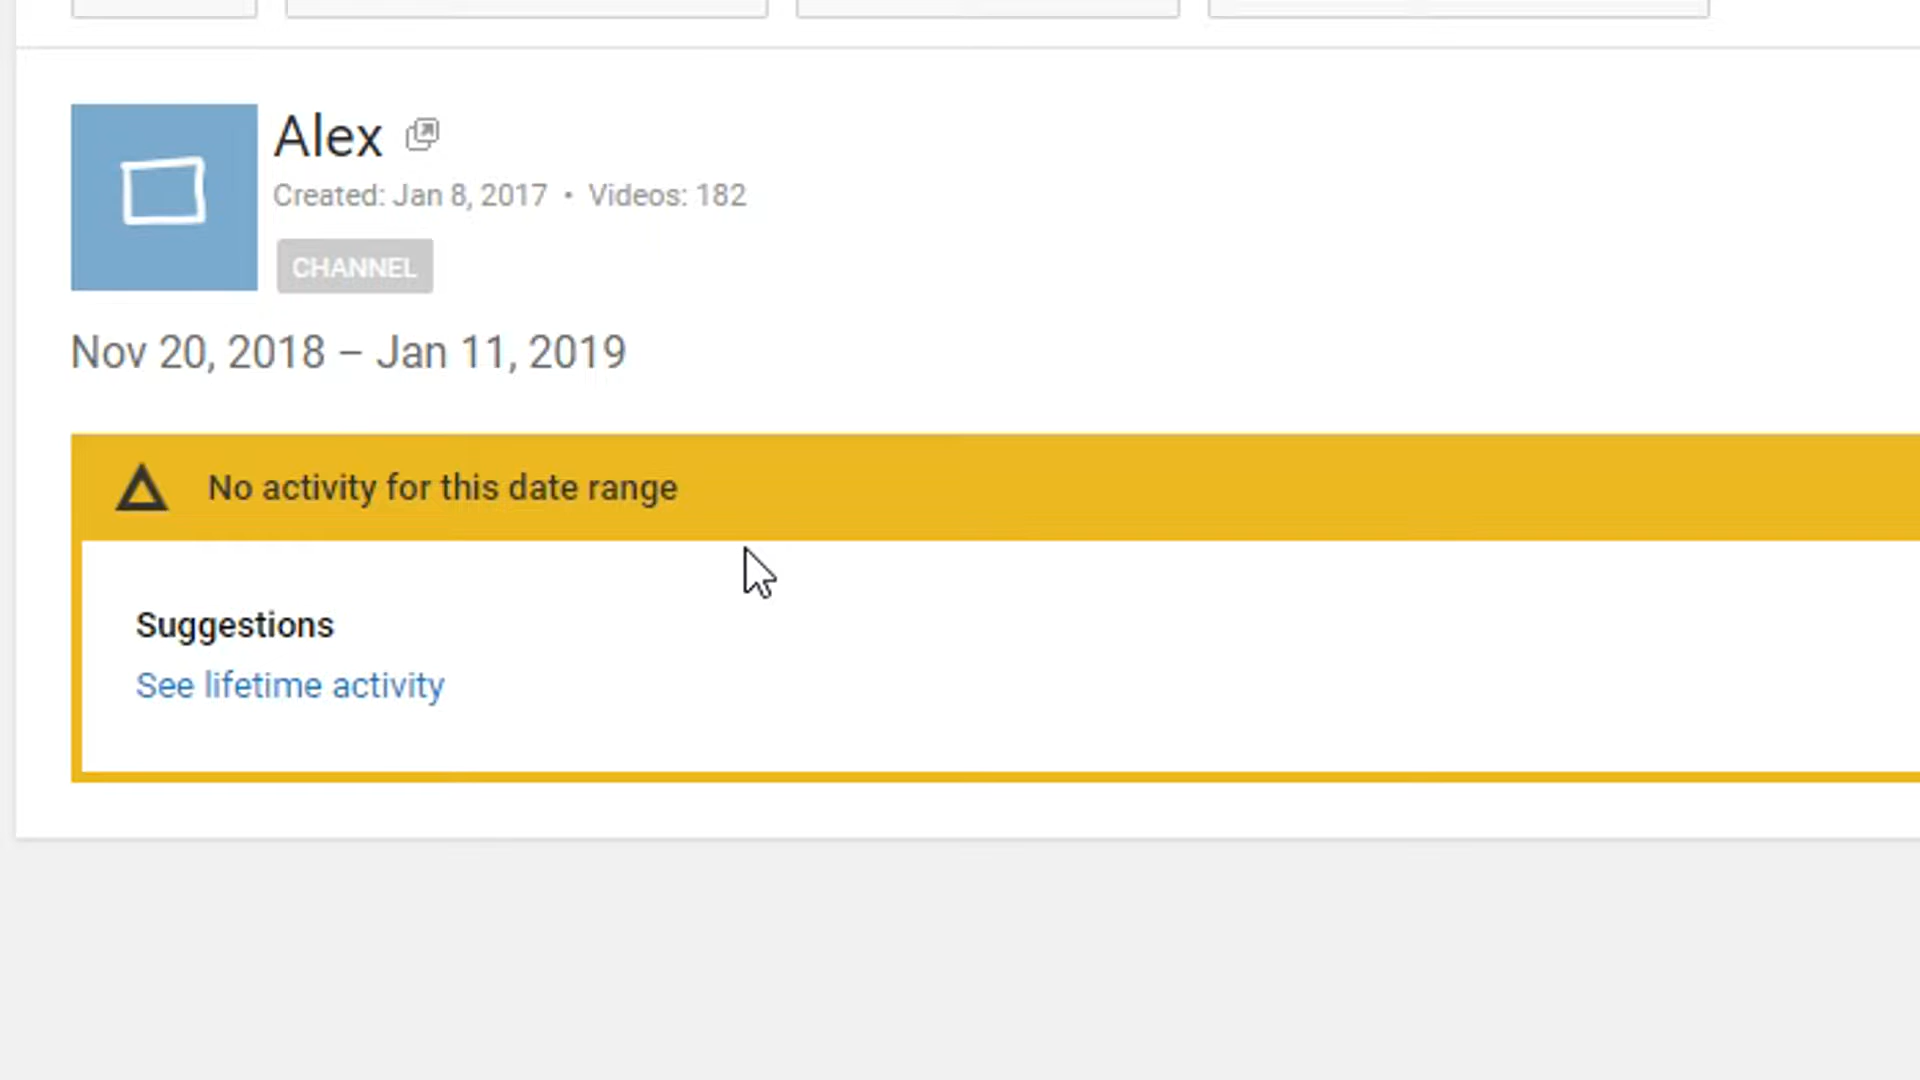 Alex
Created: Jan 8, 2017 • Videos: 182
CHANNEL
Nov 20, 2018 – Jan 11, 2019
No activity for this date range
Suggestions
See lifetime activity